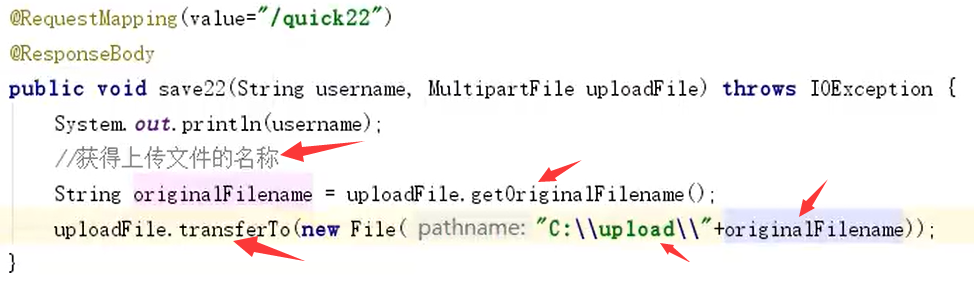 @RequestMapping(value="/quick22")
@ResponseBody
public void save22(String username, MultipartFile uploadFile) throws IOException {
System.out.println(username);
//获得上传文件的名称
String originalFilename = uploadFile.getOriginalFilename();
uploadFile.transferTo(new File( pathname: "C:\\upload\\"+originalFilename));
}